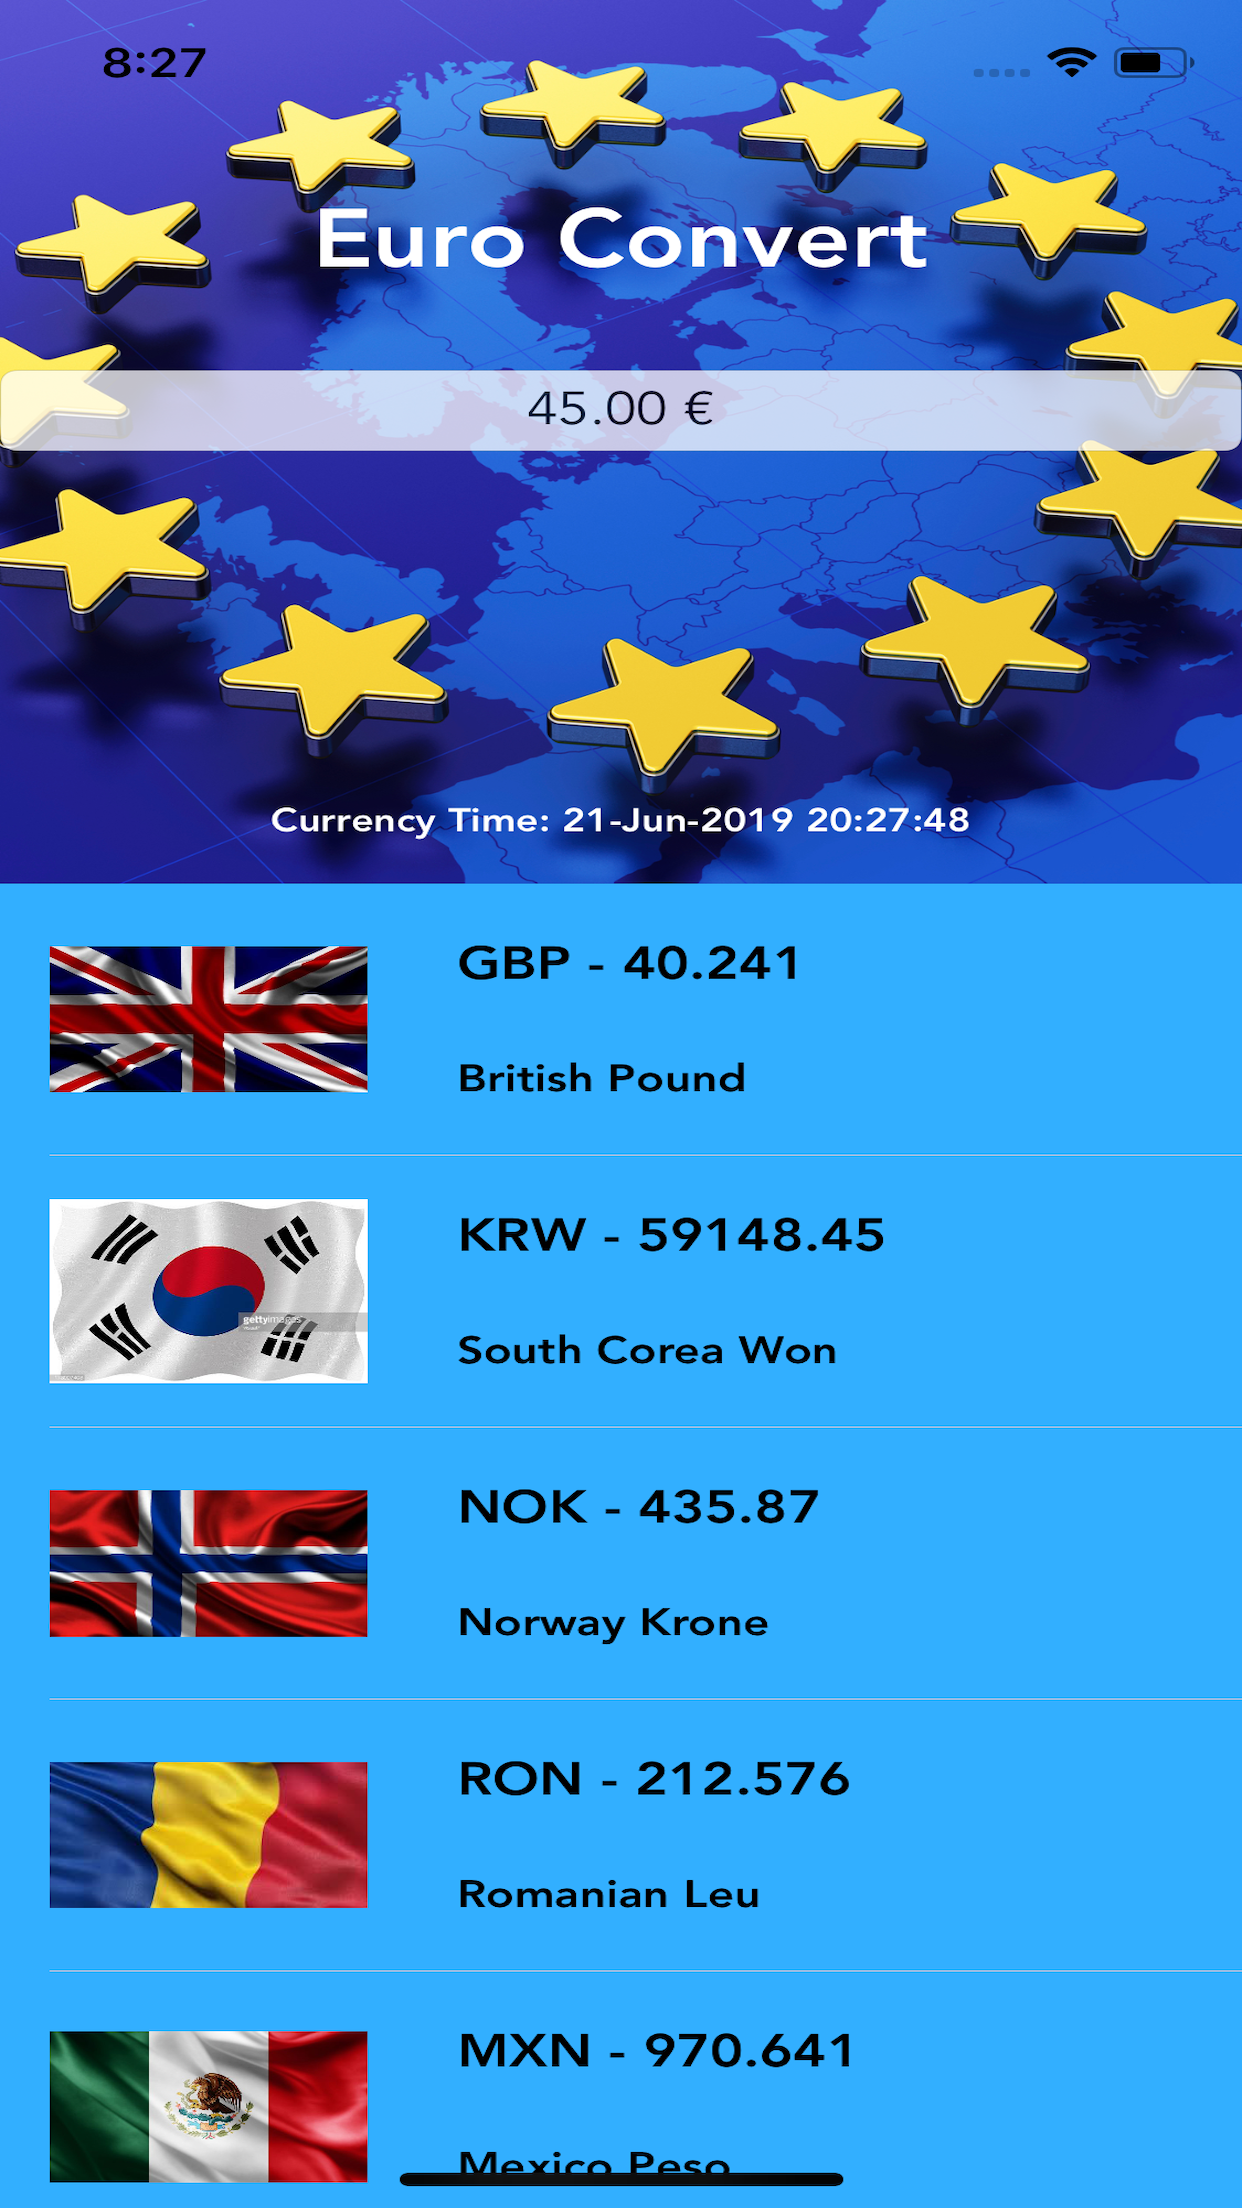 8:27
Euro Convert
45.00 €
Currency Time: 21-Jun-2019 20:27:48
GBP - 40.241
British Pound
gettyimages
KRW - 59148.45
South Corea Won
NOK - 435.87
Norway Krone
RON - 212.576
Romanian Leu
MXN - 970.641
Mexico Peso